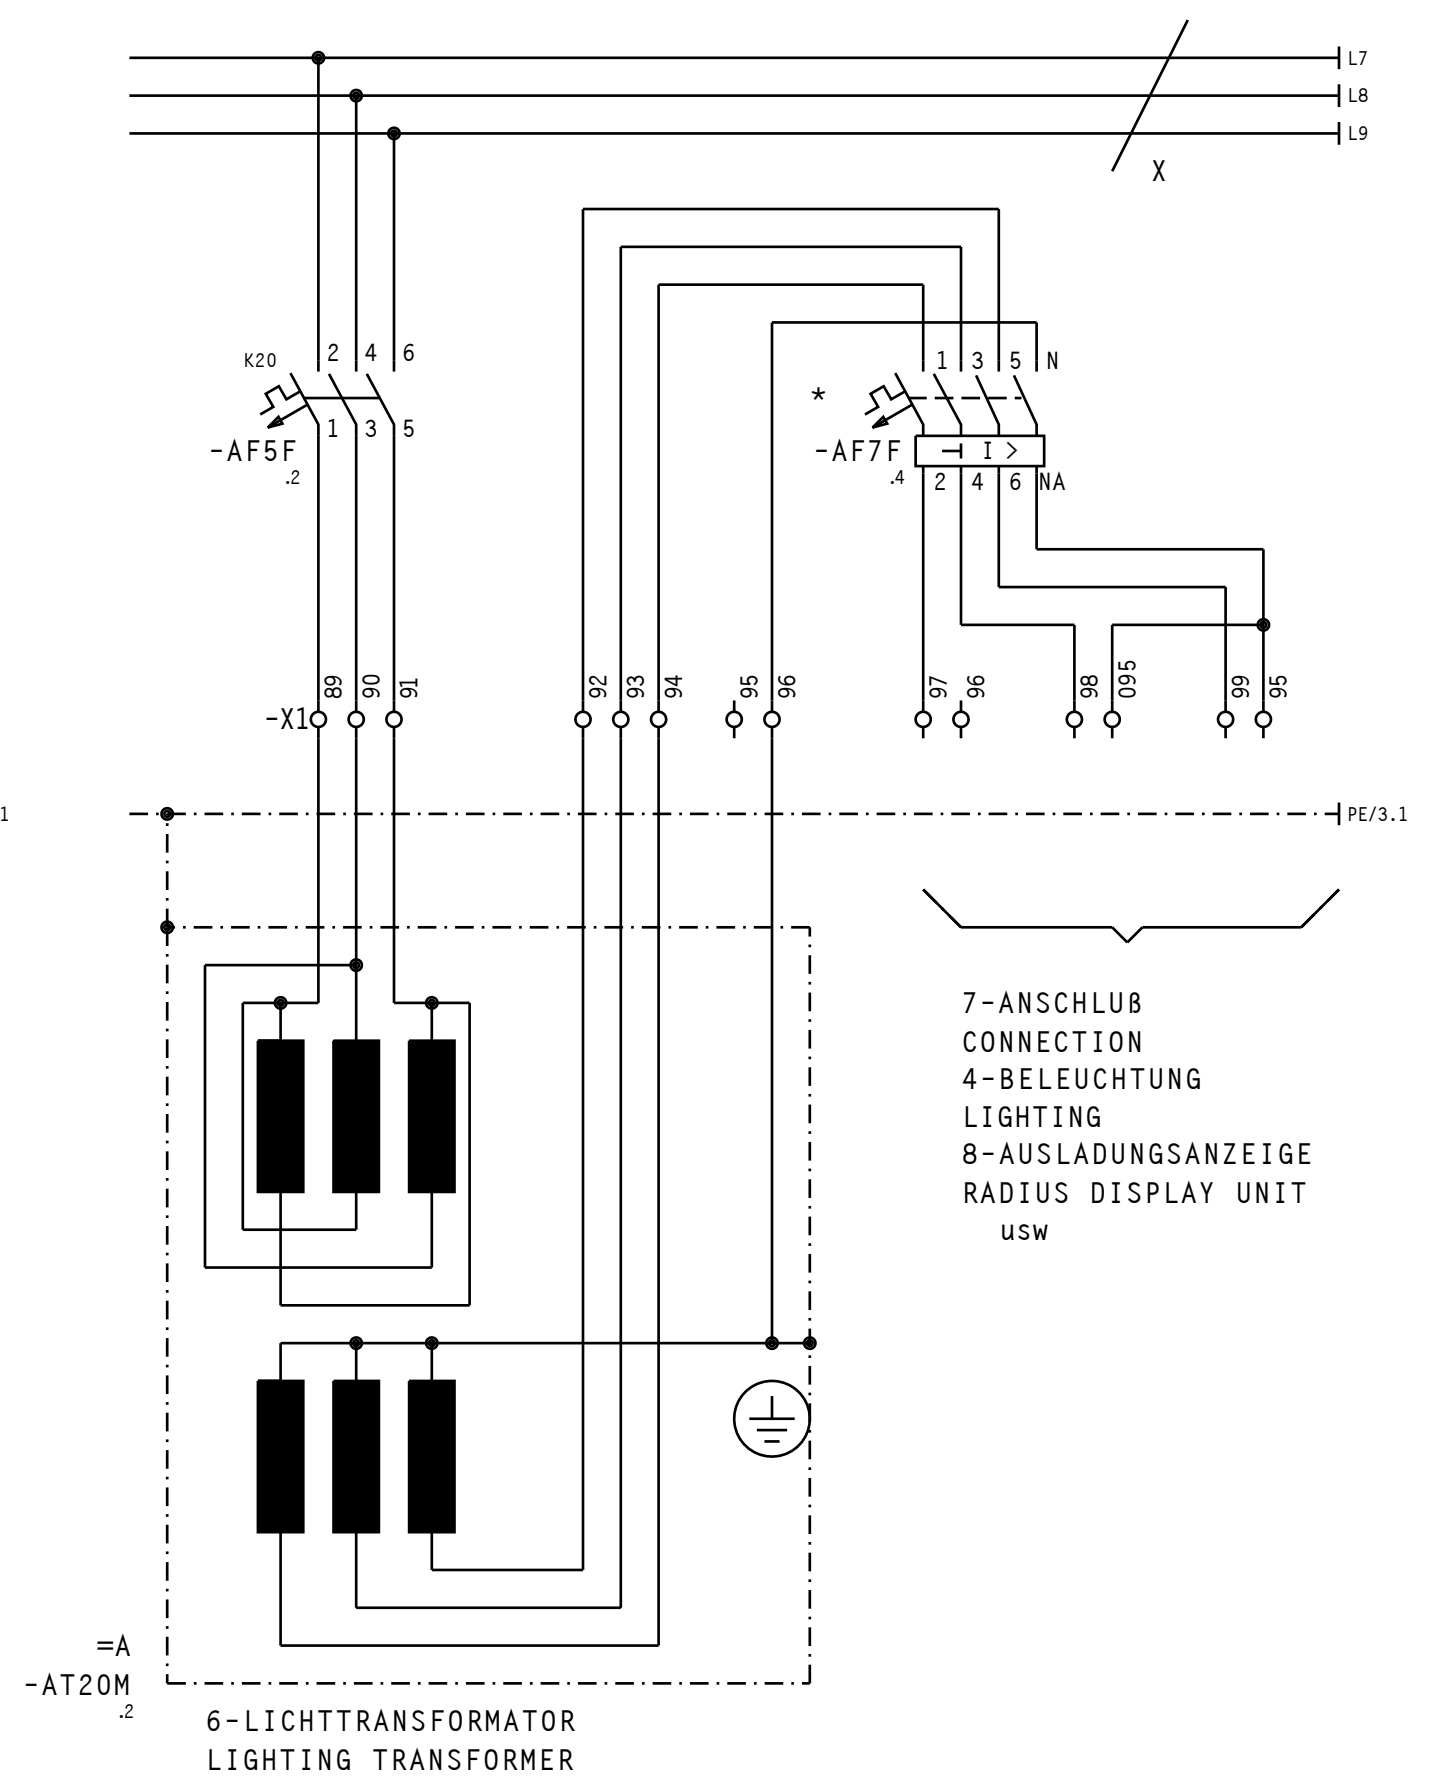 L7
L8
L9
X
K20
2 4 6
1 3 5
-AF5F
.2
*
1 3 5 N
-AF7F
.4
I >
2 4 6 NA
-X1
89 90 91 92 93 94 95 96 97 96 98 095 99 95
1
PE/3.1
7-ANSCHLUß
CONNECTION
4-BELEUCHTUNG
LIGHTING
8-AUSLADUNGSANZEIGE
RADIUS DISPLAY UNIT
usw
=A
-AT20M
.2
6-LICHTTRANSFORMATOR
LIGHTING TRANSFORMER